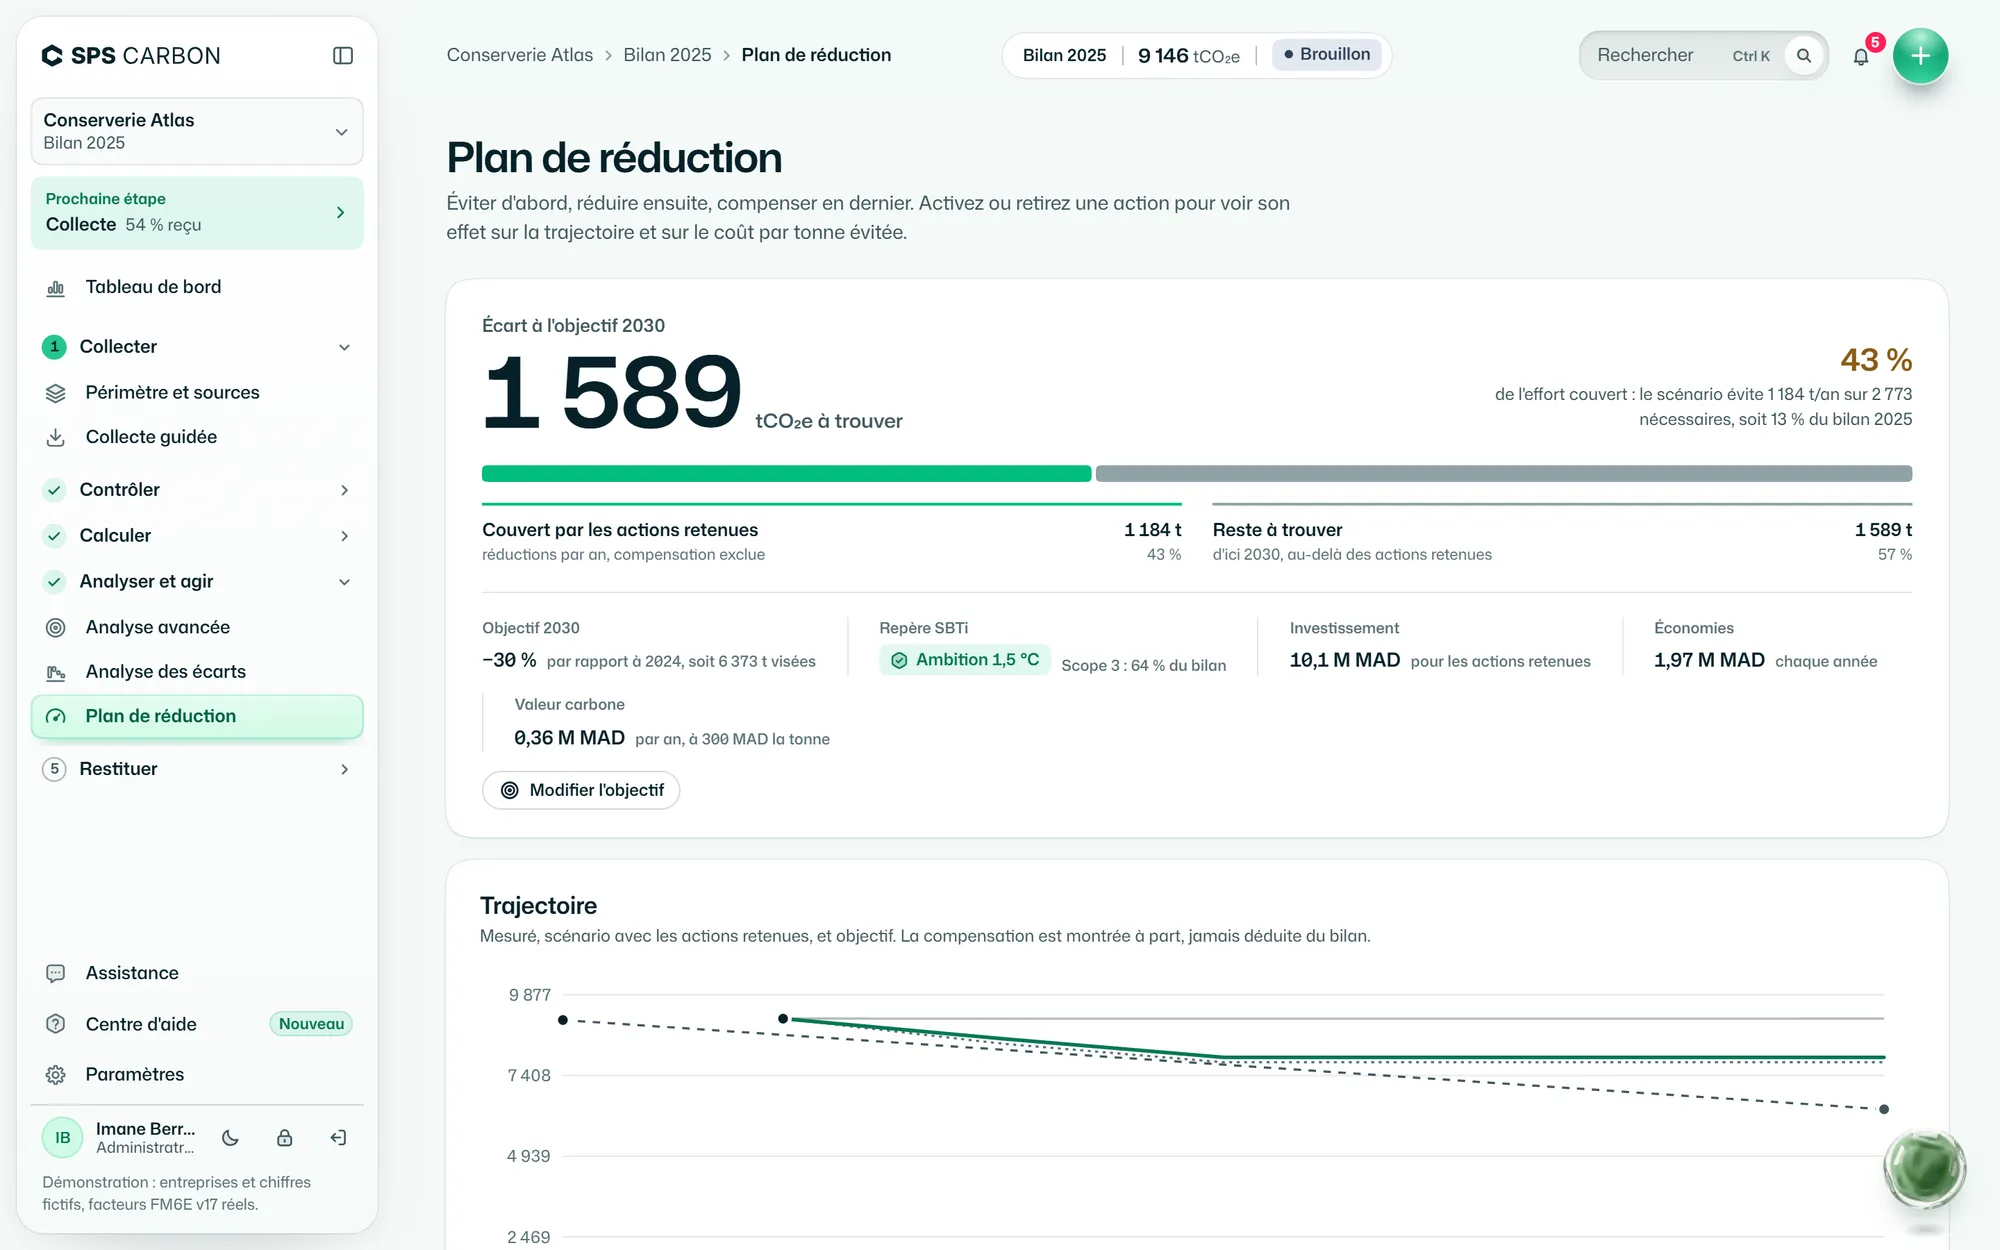 SPS CARBON
Conserverie Atlas
Bilan 2025
Prochaine étape
Collecte 54 % reçu
Tableau de bord
1 Collecter
Périmètre et sources
Collecte guidée
Contrôler
Calculer
Analyser et agir
Analyse avancée
Analyse des écarts
Plan de réduction
5 Restituer
Assistance
Centre d'aide Nouveau
Paramètres
IB Imane Berr...
Administratr...
Démonstration : entreprises et chiffres
fictifs, facteurs FM6E v17 réels.
Conserverie Atlas > Bilan 2025 > Plan de réduction
Bilan 2025 9 146 tCO₂e Brouillon
Rechercher Ctrl K
5
Plan de réduction
Éviter d'abord, réduire ensuite, compenser en dernier. Activez ou retirez une action pour voir son
effet sur la trajectoire et sur le coût par tonne évitée.
Écart à l'objectif 2030
1 589 tCO₂e à trouver
43 %
de l'effort couvert : le scénario évite 1 184 t/an sur 2 773
nécessaires, soit 13 % du bilan 2025
Couvert par les actions retenues 1 184 t
réductions par an, compensation exclue 43 %
Reste à trouver 1 589 t
d'ici 2030, au-delà des actions retenues 57 %
Objectif 2030
−30 % par rapport à 2024, soit 6 373 t visées
Repère SBTi
Ambition 1,5 °C Scope 3 : 64 % du bilan
Investissement
10,1 M MAD pour les actions retenues
Économies
1,97 M MAD chaque année
Valeur carbone
0,36 M MAD par an, à 300 MAD la tonne
Modifier l'objectif
Trajectoire
Mesuré, scénario avec les actions retenues, et objectif. La compensation est montrée à part, jamais déduite du bilan.
9 877
7 408
4 939
2 469